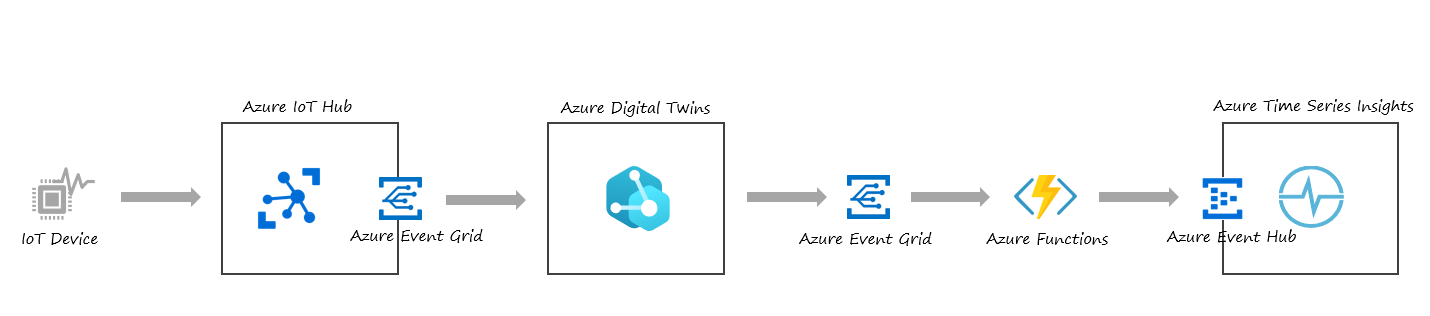 Azure IoT Hub
Azure Digital Twins
Azure Time Series Insights
IoT Device
Azure Event Grid
Azure Event Grid
Azure Functions
Azure Event Hub